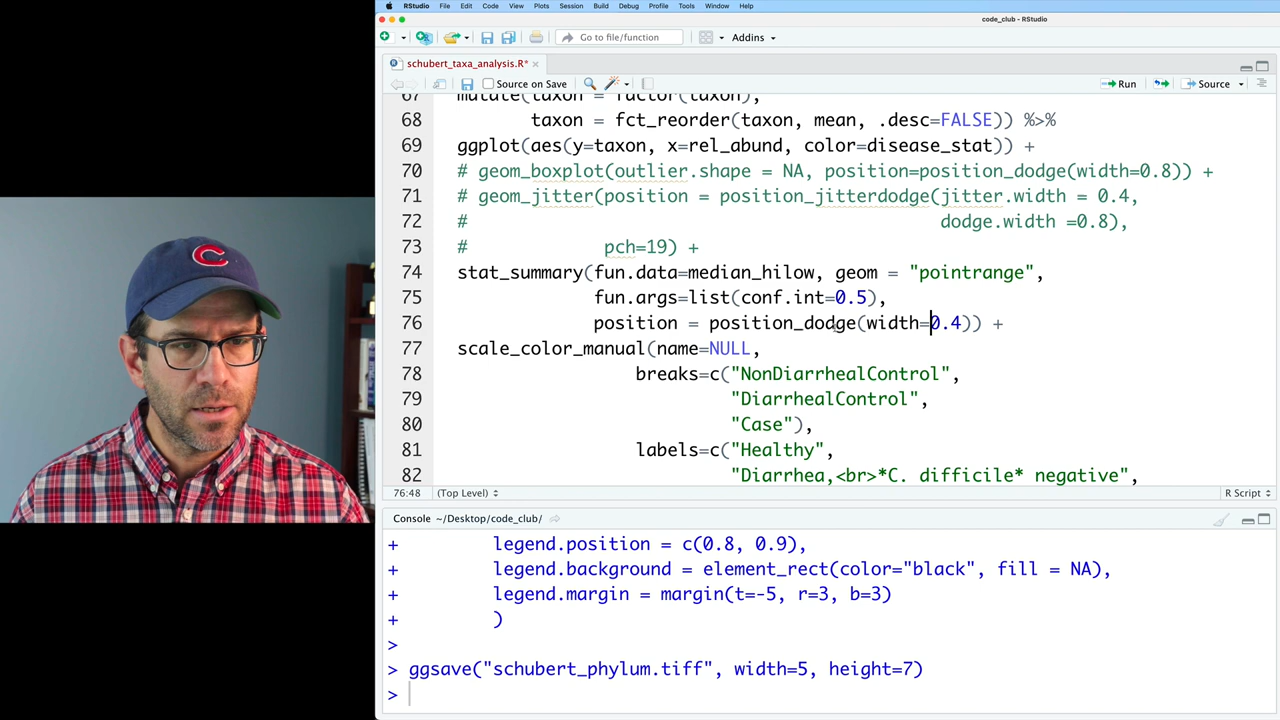 RStudio File Edit Code View Plots Session Build Debug Profile Tools Window Help
code_club - RStudio
Go to file/function Addins
schubert_taxa_analysis.R*
Source on Save Run Source
67 mutate(taxon = factor(taxon),
68 taxon = fct_reorder(taxon, mean, .desc=FALSE)) %>%
69 ggplot(aes(y=taxon, x=rel_abund, color=disease_stat)) +
70 # geom_boxplot(outlier.shape = NA, position=position_dodge(width=0.8)) +
71 # geom_jitter(position = position_jitterdodge(jitter.width = 0.4,
72 # dodge.width =0.8),
73 # pch=19) +
74 stat_summary(fun.data=median_hilow, geom = "pointrange",
75 fun.args=list(conf.int=0.5),
76 position = position_dodge(width=0.4)) +
77 scale_color_manual(name=NULL,
78 breaks=c("NonDiarrhealControl",
79 "DiarrhealControl",
80 "Case"),
81 labels=c("Healthy",
82 "Diarrhea,<br>*C. difficile* negative",
76:48 (Top Level) R Script
Console ~/Desktop/code_club/
+ legend.position = c(0.8, 0.9),
+ legend.background = element_rect(color="black", fill = NA),
+ legend.margin = margin(t=-5, r=3, b=3)
+ )
>
> ggsave("schubert_phylum.tiff", width=5, height=7)
>